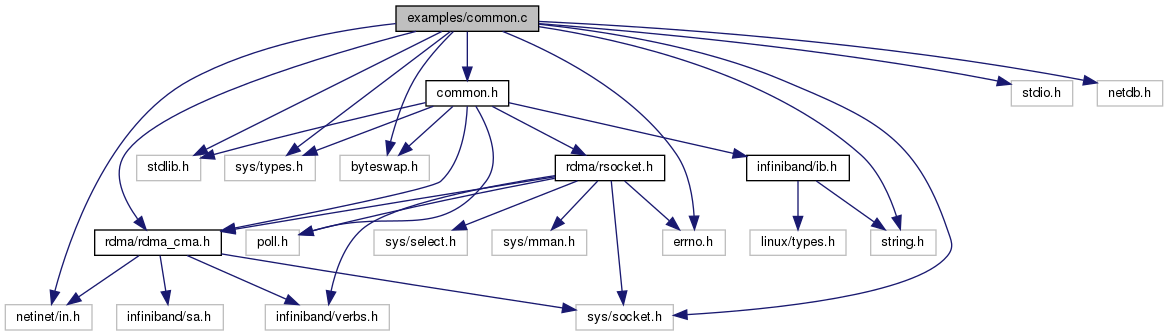 examples/common.c
common.h
stdio.h
netdb.h
stdlib.h
sys/types.h
byteswap.h
rdma/rsocket.h
infiniband/ib.h
rdma/rdma_cma.h
poll.h
sys/select.h
sys/mman.h
errno.h
linux/types.h
string.h
netinet/in.h
infiniband/sa.h
infiniband/verbs.h
sys/socket.h